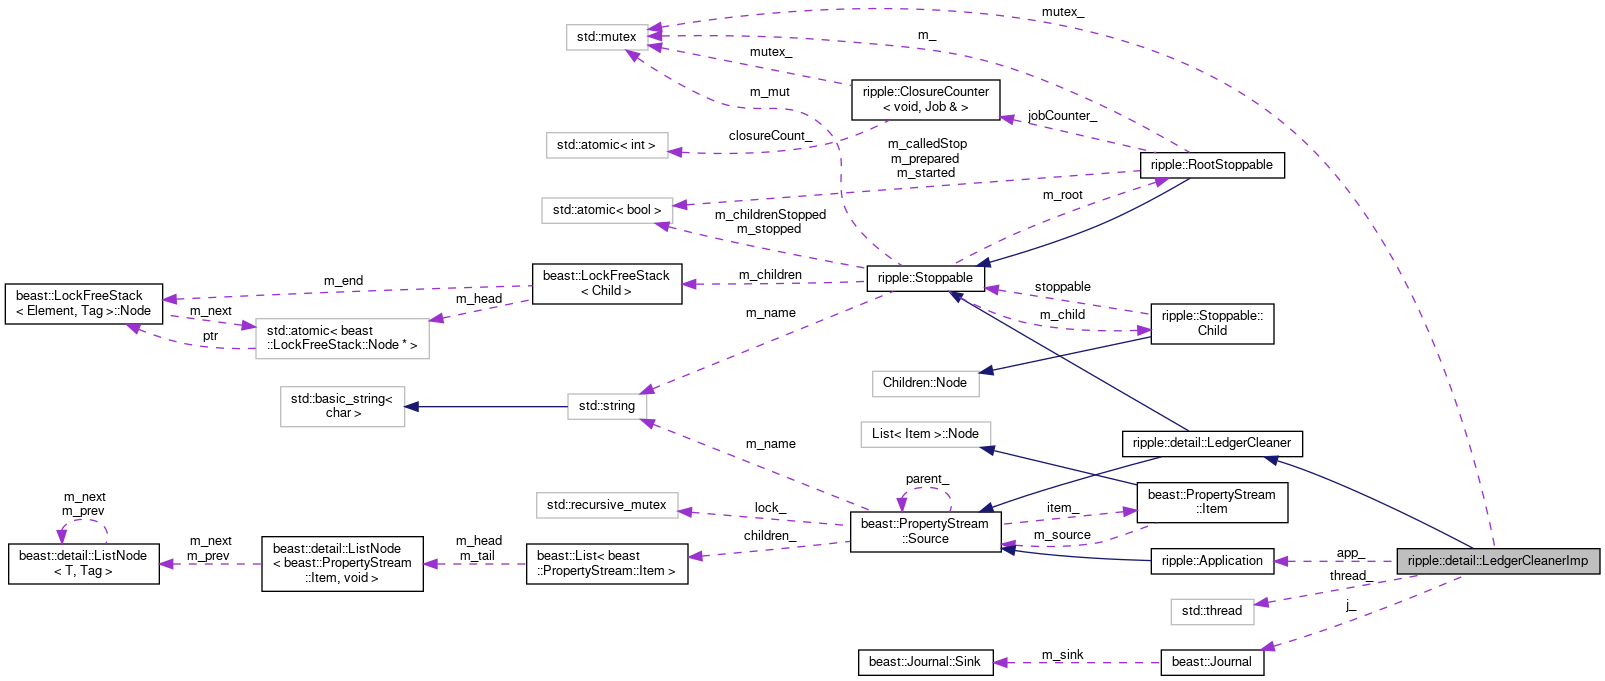 mutex_
m_
std::mutex
mutex_
m_mut
ripple::ClosureCounter
< void, Job & >
jobCounter_
closureCount_
std::atomic< int >
m_calledStop
m_prepared
m_started
ripple::RootStoppable
m_root
std::atomic< bool >
m_childrenStopped
m_stopped
beast::LockFreeStack
< Child >
m_children
ripple::Stoppable
m_end
beast::LockFreeStack
< Element, Tag >::Node
m_next
m_head
stoppable
m_child
ripple::Stoppable::
Child
m_name
ptr
std::atomic< beast
::LockFreeStack::Node * >
Children::Node
std::basic_string<
char >
std::string
List< Item >::Node
ripple::detail::LedgerCleaner
m_name
parent_
m_next
m_prev
std::recursive_mutex
lock_
beast::PropertyStream
::Source
item_
beast::PropertyStream
::Item
m_source
children_
m_head
m_tail
m_next
m_prev
beast::detail::ListNode
< T, Tag >
beast::detail::ListNode
< beast::PropertyStream
::Item, void >
beast::List< beast
::PropertyStream::Item >
ripple::Application
app_
ripple::detail::LedgerCleanerImp
thread_
std::thread
j_
beast::Journal::Sink
m_sink
beast::Journal